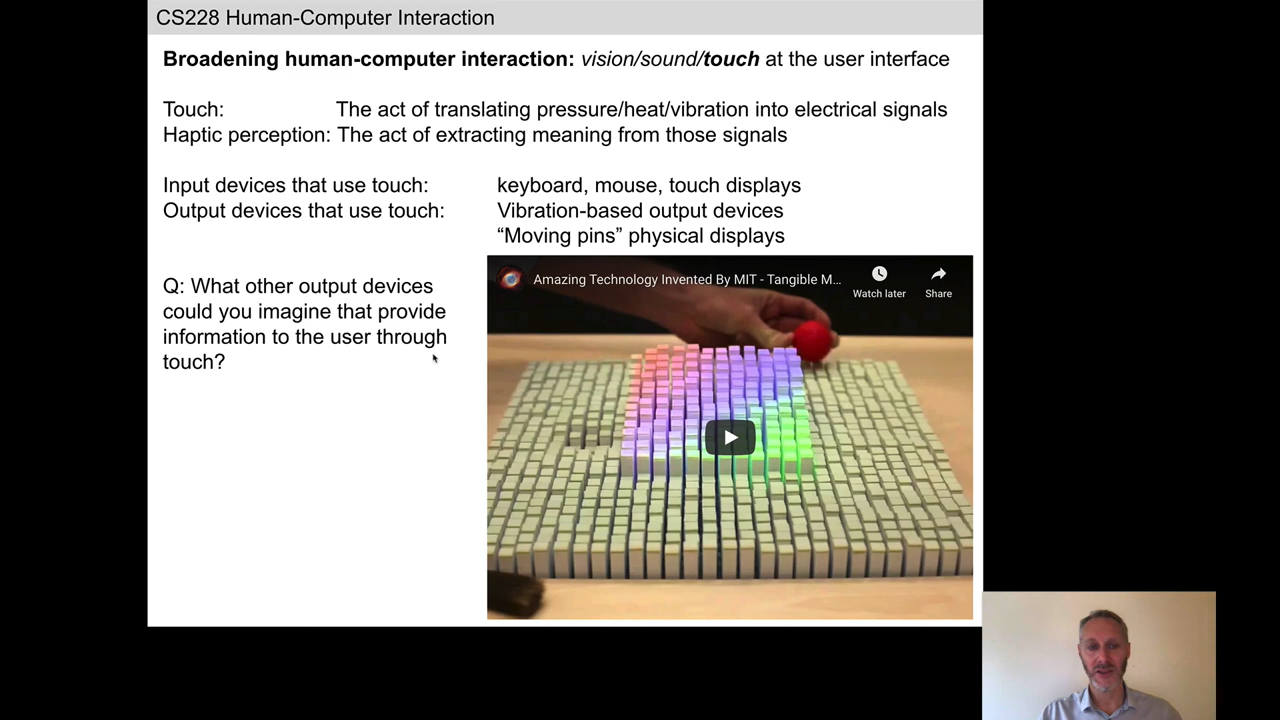 CS228 Human-Computer Interaction
Broadening human-computer interaction: vision/sound/touch at the user interface
Touch: The act of translating pressure/heat/vibration into electrical signals
Haptic perception: The act of extracting meaning from those signals
Input devices that use touch: keyboard, mouse, touch displays
Output devices that use touch: Vibration-based output devices
“Moving pins” physical displays
Q: What other output devices
could you imagine that provide
information to the user through
touch?
Amazing Technology Invented By MIT - Tangible M...
Watch later
Share